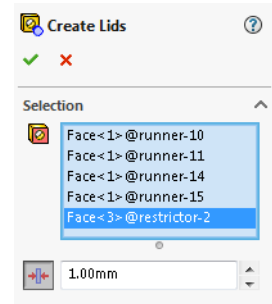 Create Lids
Selection
Face<1>@runner-10
Face<1>@runner-11
Face<1>@runner-14
Face<1>@runner-15
Face<3>@restrictor-2
1.00mm